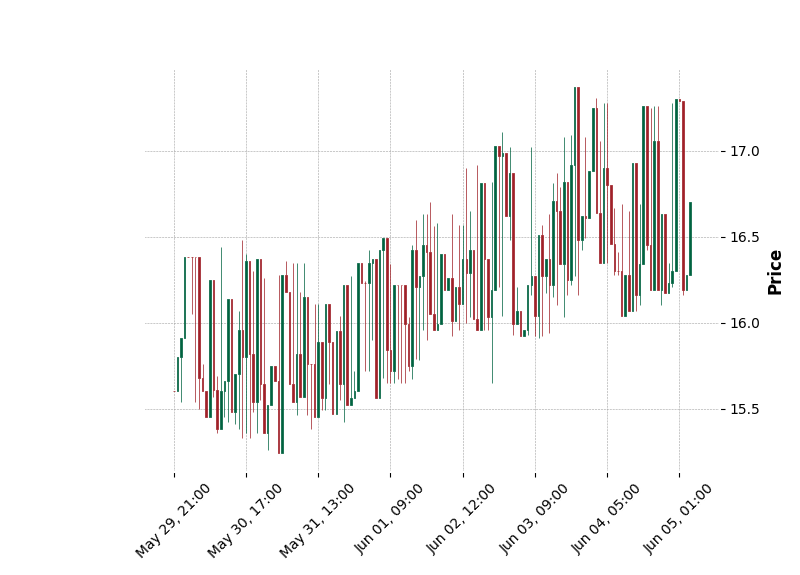 17.0
16.5
16.0
15.5
Price
May 29, 21:00
May 30, 17:00
May 31, 13:00
Jun 01, 09:00
Jun 02, 12:00
Jun 03, 09:00
Jun 04, 05:00
Jun 05, 01:00